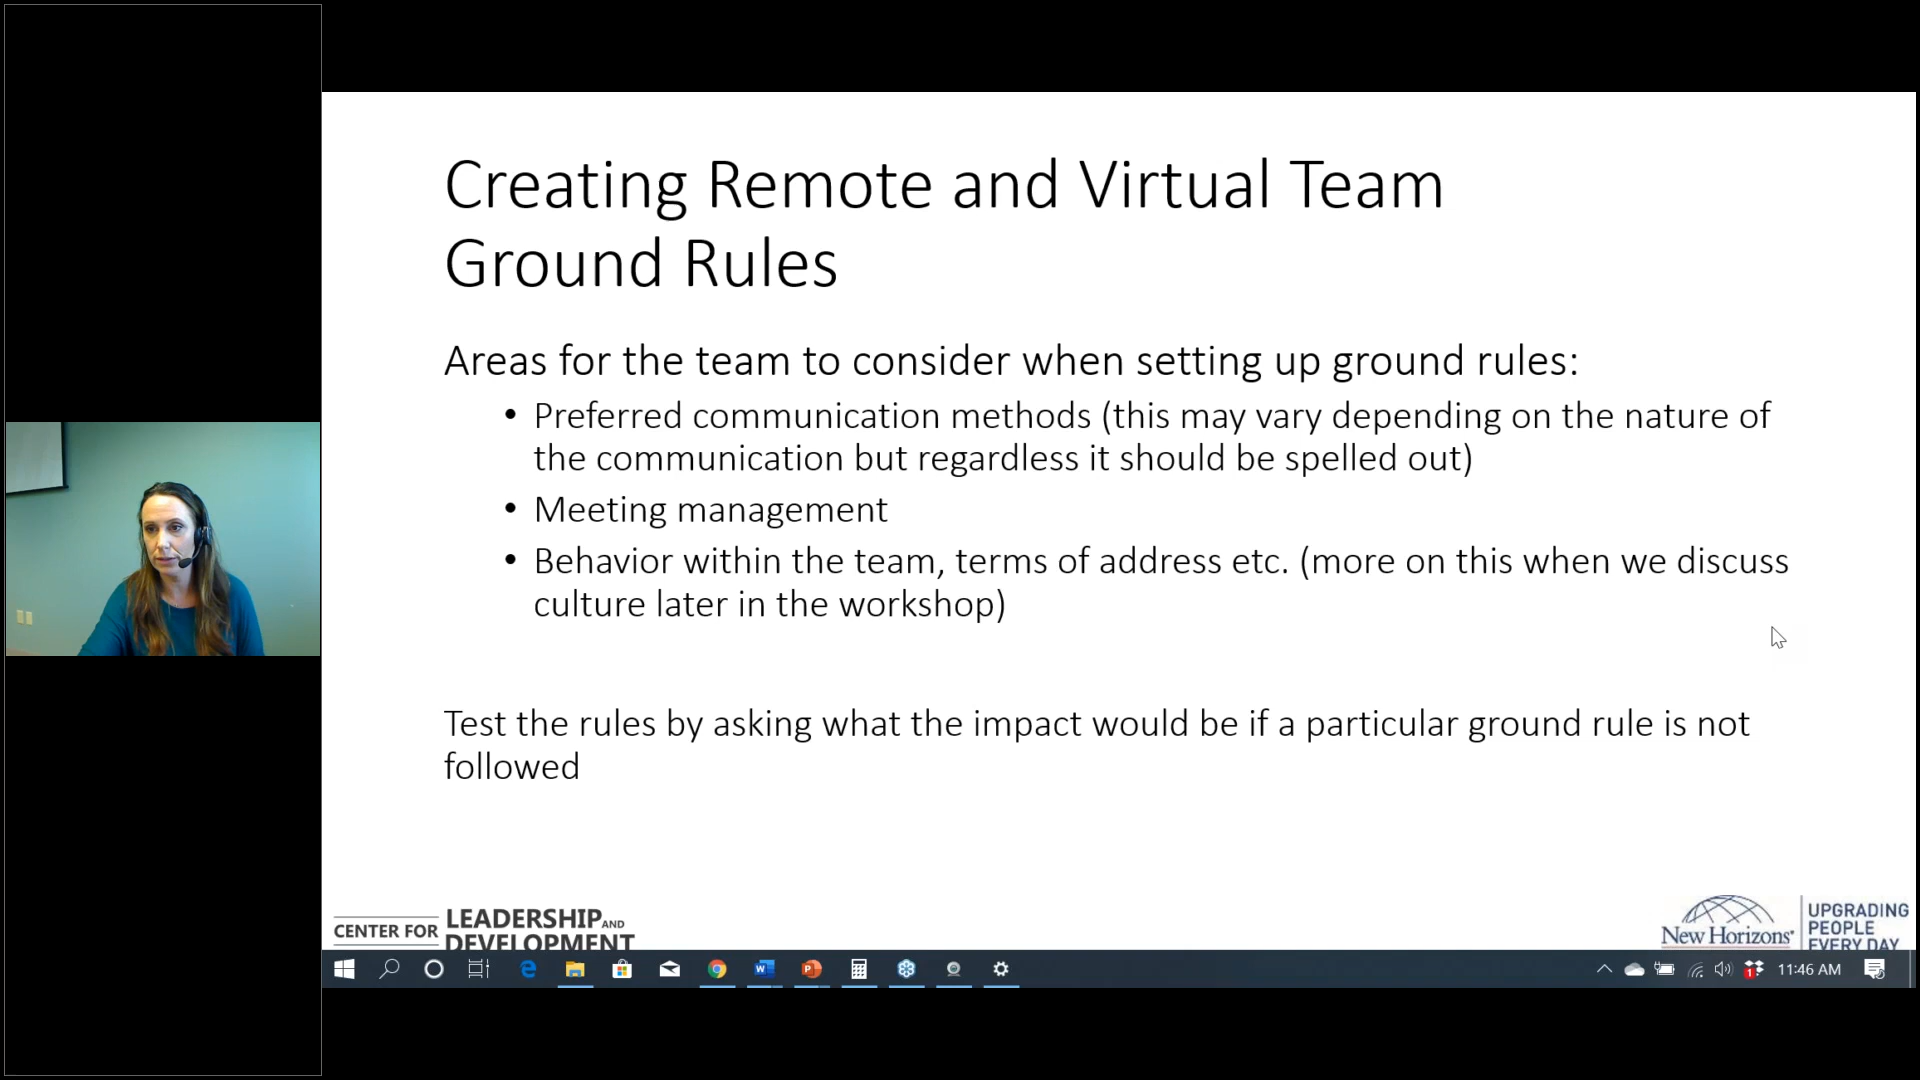 Creating Remote and Virtual Team
Ground Rules
Areas for the team to consider when setting up ground rules:
• Preferred communication methods (this may vary depending on the nature of
the communication but regardless it should be spelled out)
• Meeting management
• Behavior within the team, terms of address etc. (more on this when we discuss
culture later in the workshop)
Test the rules by asking what the impact would be if a particular ground rule is not
followed
CENTER FOR
LEADERSHIP AND
DEVELOPMENT
New Horizons®
UPGRADING
PEOPLE
EVERY DAY
11:46 AM